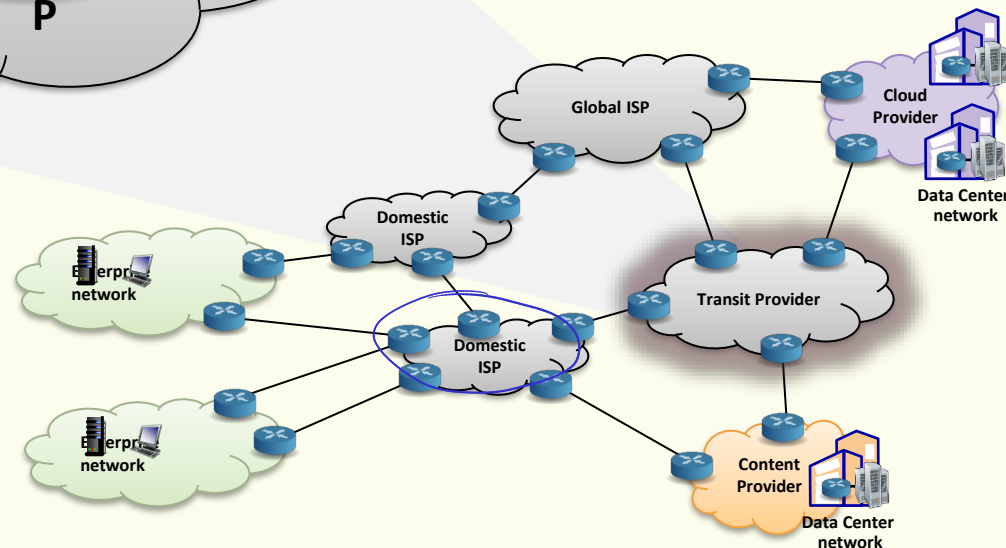 P
Global ISP
Cloud
Provider
Data Center
network
Domestic
ISP
network
Transit Provider
Domestic
ISP
network
Content
Provider
Data Center
network